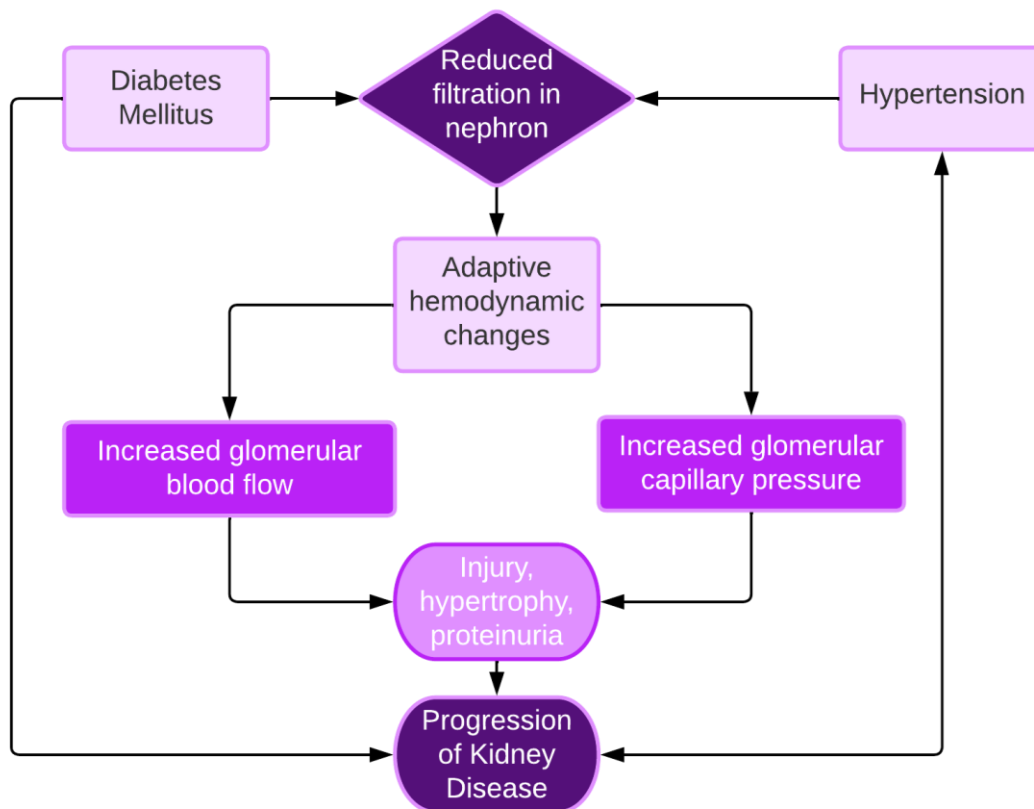 Diabetes
Mellitus
Reduced
filtration in
nephron
Hypertension
Adaptive
hemodynamic
changes
Increased glomerular
blood flow
Increased glomerular
capillary pressure
Injury,
hypertrophy,
proteinuria
Progression
of Kidney
Disease